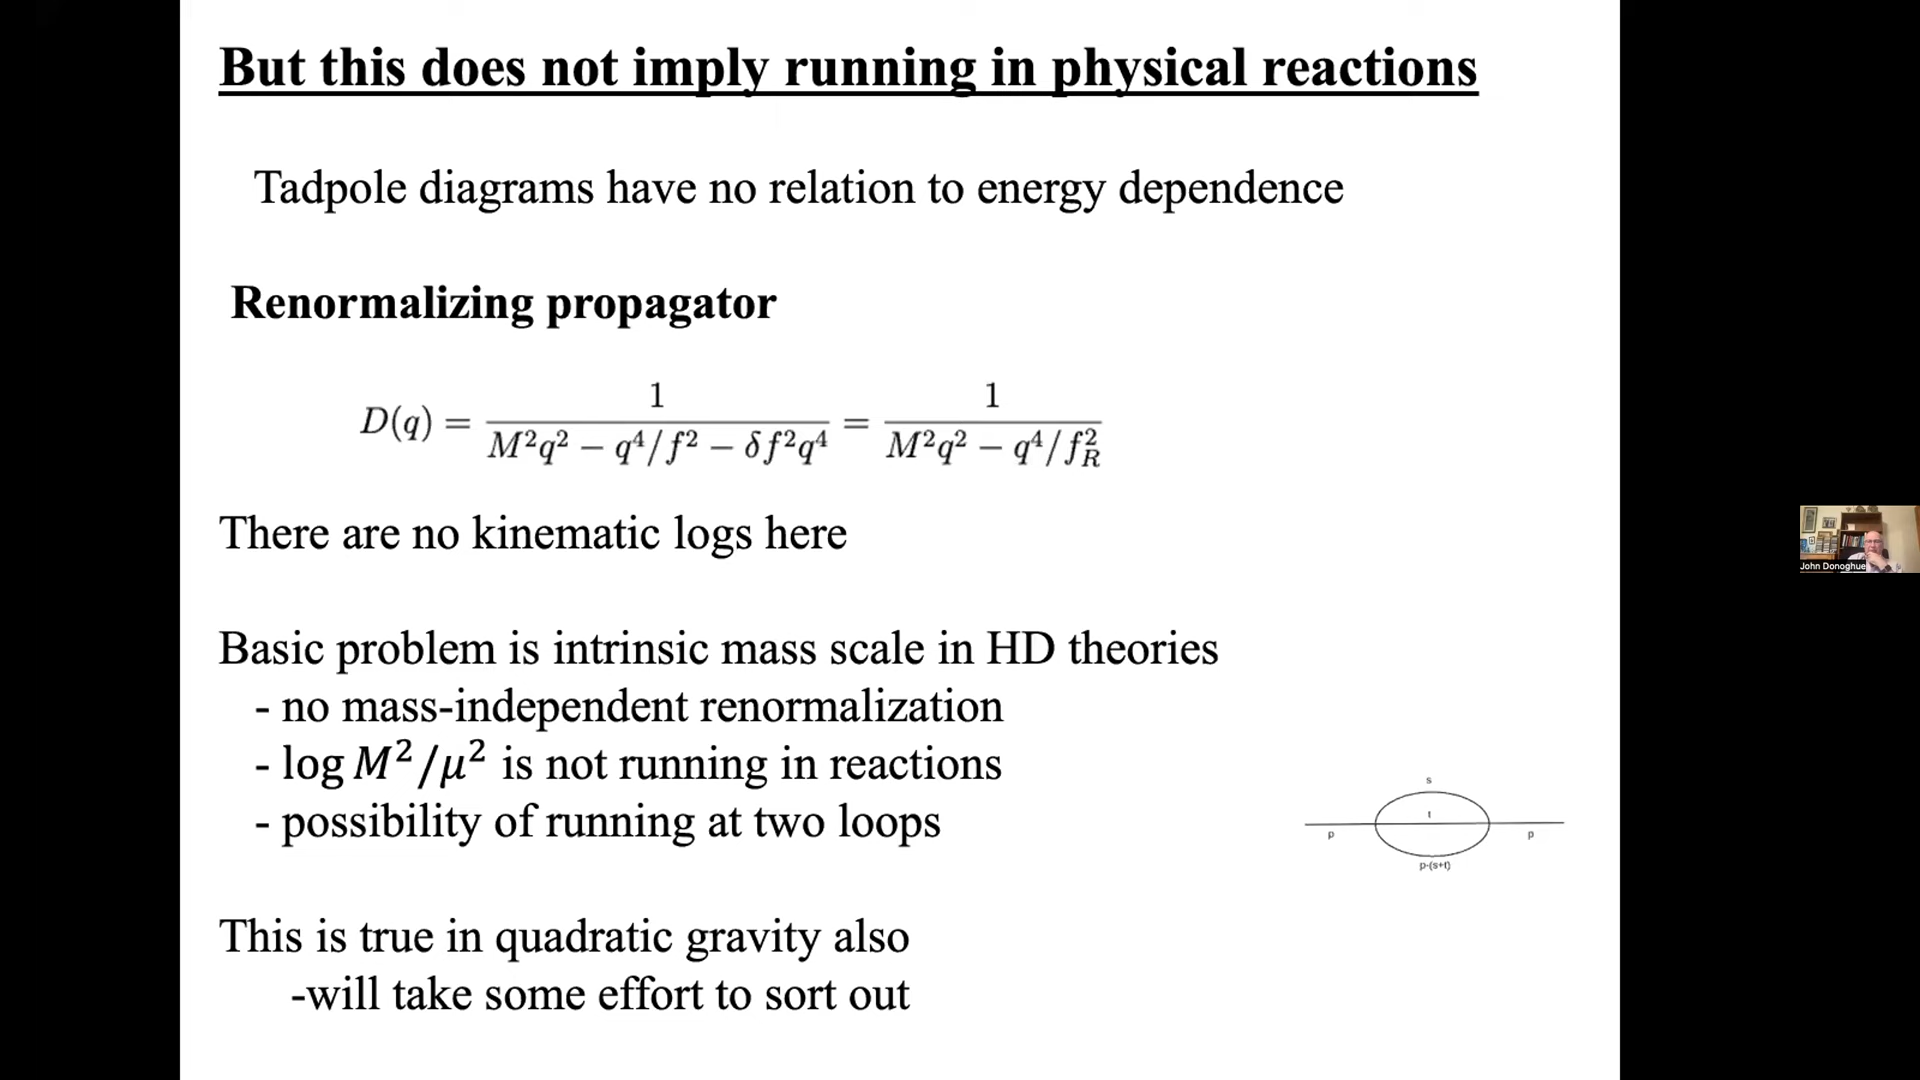 But this does not imply running in physical reactions
Tadpole diagrams have no relation to energy dependence
Renormalizing propagator
D(q) = 1 / (M²q² − q⁴/f² − δf²q⁴) = 1 / (M²q² − q⁴/f_R²)
There are no kinematic logs here
Basic problem is intrinsic mass scale in HD theories
- no mass-independent renormalization
- log M²/μ² is not running in reactions
- possibility of running at two loops
s
t
p
p
p-(s+t)
This is true in quadratic gravity also
-will take some effort to sort out
John Donoghue